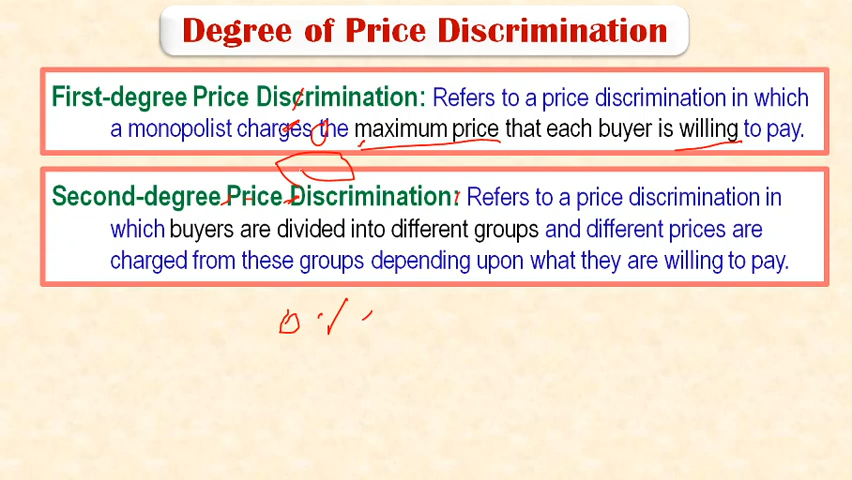 Degree of Price Discrimination
First-degree Price Discrimination: Refers to a price discrimination in which
a monopolist charges the maximum price that each buyer is willing to pay.
Second-degree Price Discrimination: Refers to a price discrimination in
which buyers are divided into different groups and different prices are
charged from these groups depending upon what they are willing to pay.